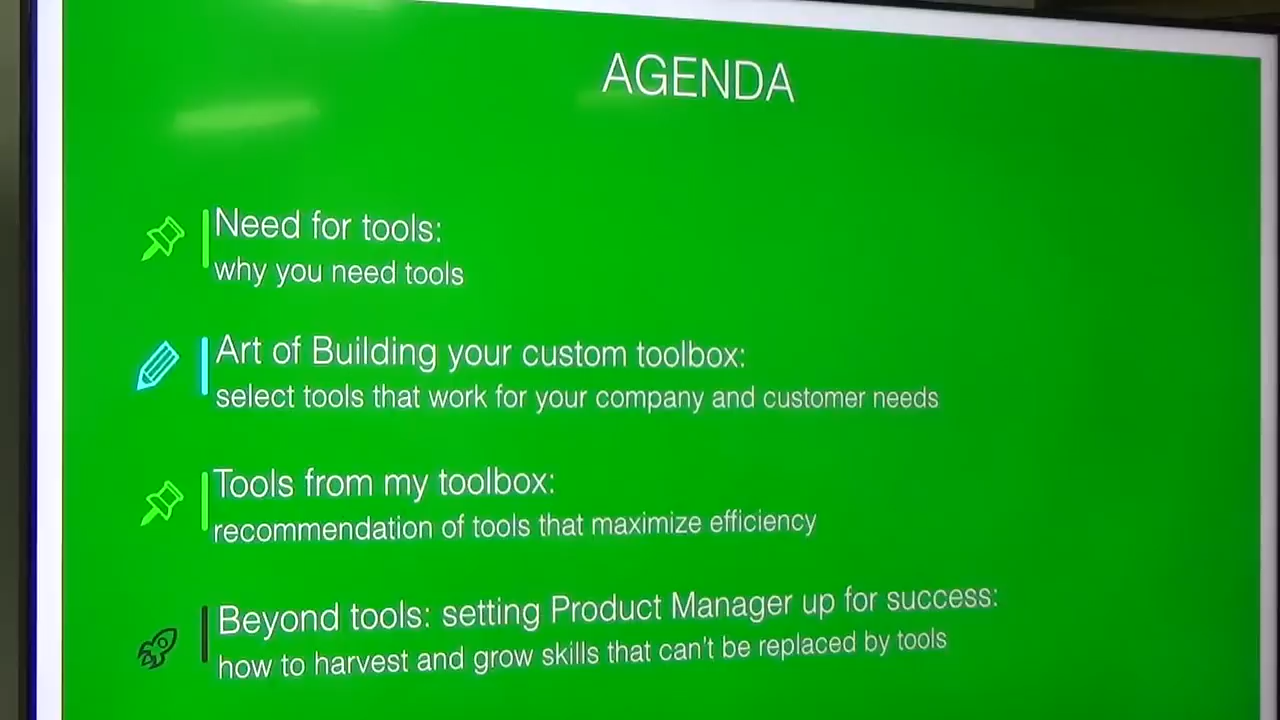 AGENDA
Need for tools:
why you need tools
Art of Building your custom toolbox:
select tools that work for your company and customer needs
Tools from my toolbox:
recommendation of tools that maximize efficiency
Beyond tools: setting Product Manager up for success:
how to harvest and grow skills that can't be replaced by tools